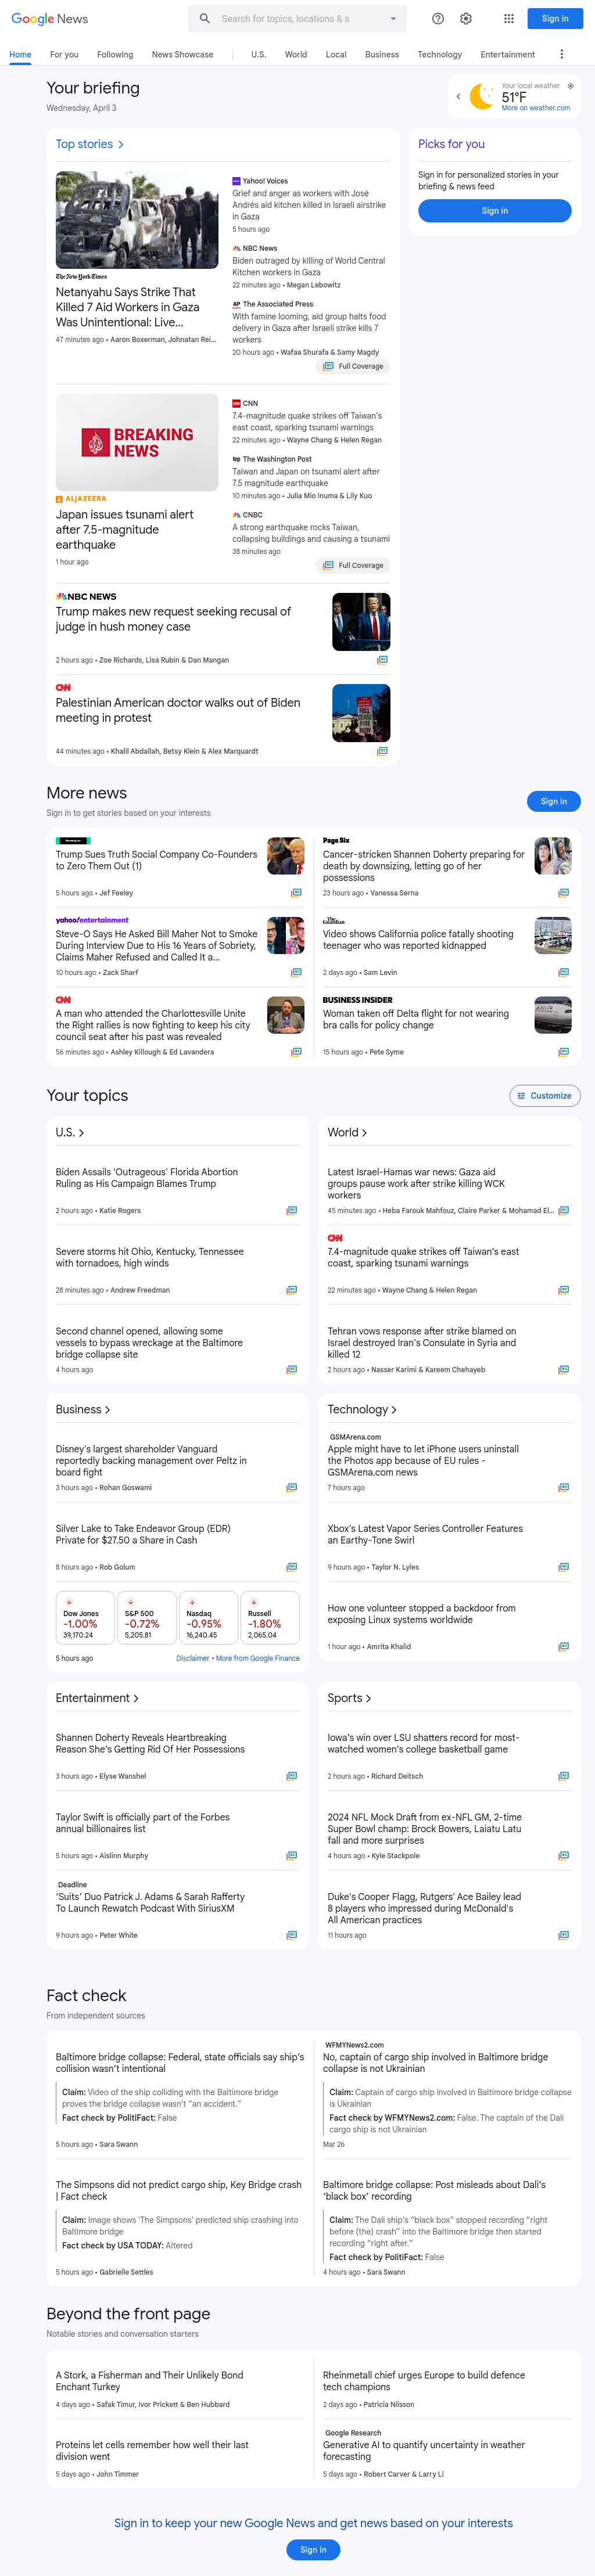 Google News
Search for topics, locations & s
Sign in
Home
For you
Following
News Showcase
U.S.
World
Local
Business
Technology
Entertainment
Your briefing
Wednesday, April 3
Your local weather
51°F
More on weather.com
Top stories
Picks for you
Sign in for personalized stories in your
briefing & news feed
Sign in
The New York Times
Netanyahu Says Strike That
Killed 7 Aid Workers in Gaza
Was Unintentional: Live...
47 minutes ago • Aaron Boxerman, Johnatan Rei...
Yahoo! Voices
Grief and anger as workers with José
Andrés aid kitchen killed in Israeli airstrike
in Gaza
5 hours ago
NBC News
Biden outraged by killing of World Central
Kitchen workers in Gaza
22 minutes ago • Megan Lebowitz
AP The Associated Press
With famine looming, aid group halts food
delivery in Gaza after Israeli strike kills 7
workers
20 hours ago • Wafaa Shurafa & Samy Magdy
Full Coverage
BREAKING
NEWS
ALJAZEERA
Japan issues tsunami alert
after 7.5-magnitude
earthquake
1 hour ago
CNN
7.4-magnitude quake strikes off Taiwan's
east coast, sparking tsunami warnings
22 minutes ago • Wayne Chang & Helen Regan
wp The Washington Post
Taiwan and Japan on tsunami alert after
7.5 magnitude earthquake
10 minutes ago • Julia Mio Inuma & Lily Kuo
CNBC
A strong earthquake rocks Taiwan,
collapsing buildings and causing a tsunami
38 minutes ago
Full Coverage
NBC NEWS
Trump makes new request seeking recusal of
judge in hush money case
2 hours ago • Zoe Richards, Lisa Rubin & Dan Mangan
CNN
Palestinian American doctor walks out of Biden
meeting in protest
44 minutes ago • Khalil Abdallah, Betsy Klein & Alex Marquardt
More news
Sign in to get stories based on your interests
Sign in
Trump Sues Truth Social Company Co-Founders
to Zero Them Out (1)
5 hours ago • Jef Feeley
Page Six
Cancer-stricken Shannen Doherty preparing for
death by downsizing, letting go of her
possessions
23 hours ago • Vanessa Serna
yahoo!entertainment
Steve-O Says He Asked Bill Maher Not to Smoke
During Interview Due to His 16 Years of Sobriety,
Claims Maher Refused and Called It a...
10 hours ago • Zack Sharf
The Guardian
Video shows California police fatally shooting
teenager who was reported kidnapped
2 days ago • Sam Levin
CNN
A man who attended the Charlottesville Unite
the Right rallies is now fighting to keep his city
council seat after his past was revealed
56 minutes ago • Ashley Killough & Ed Lavandera
BUSINESS INSIDER
Woman taken off Delta flight for not wearing
bra calls for policy change
15 hours ago • Pete Syme
Your topics
Customize
U.S.
Biden Assails 'Outrageous' Florida Abortion
Ruling as His Campaign Blames Trump
2 hours ago • Katie Rogers
Severe storms hit Ohio, Kentucky, Tennessee
with tornadoes, high winds
28 minutes ago • Andrew Freedman
Second channel opened, allowing some
vessels to bypass wreckage at the Baltimore
bridge collapse site
4 hours ago
World
Latest Israel-Hamas war news: Gaza aid
groups pause work after strike killing WCK
workers
45 minutes ago • Heba Farouk Mahfouz, Claire Parker & Mohamad El...
CNN
7.4-magnitude quake strikes off Taiwan's east
coast, sparking tsunami warnings
22 minutes ago • Wayne Chang & Helen Regan
Tehran vows response after strike blamed on
Israel destroyed Iran's Consulate in Syria and
killed 12
2 hours ago • Nasser Karimi & Kareem Chehayeb
Business
Disney's largest shareholder Vanguard
reportedly backing management over Peltz in
board fight
3 hours ago • Rohan Goswami
Silver Lake to Take Endeavor Group (EDR)
Private for $27.50 a Share in Cash
8 hours ago • Rob Golum
Dow Jones
-1.00%
39,170.24
S&P 500
-0.72%
5,205.81
Nasdaq
-0.95%
16,240.45
Russell
-1.80%
2,065.04
5 hours ago
Disclaimer • More from Google Finance
Technology
GSMArena.com
Apple might have to let iPhone users uninstall
the Photos app because of EU rules -
GSMArena.com news
7 hours ago
Xbox's Latest Vapor Series Controller Features
an Earthy-Tone Swirl
9 hours ago • Taylor N. Lyles
How one volunteer stopped a backdoor from
exposing Linux systems worldwide
1 hour ago • Amrita Khalid
Entertainment
Shannen Doherty Reveals Heartbreaking
Reason She's Getting Rid Of Her Possessions
3 hours ago • Elyse Wanshel
Taylor Swift is officially part of the Forbes
annual billionaires list
5 hours ago • Aislinn Murphy
Deadline
'Suits' Duo Patrick J. Adams & Sarah Rafferty
To Launch Rewatch Podcast With SiriusXM
9 hours ago • Peter White
Sports
Iowa's win over LSU shatters record for most-
watched women's college basketball game
2 hours ago • Richard Deitsch
2024 NFL Mock Draft from ex-NFL GM, 2-time
Super Bowl champ: Brock Bowers, Laiatu Latu
fall and more surprises
4 hours ago • Kyle Stackpole
Duke's Cooper Flagg, Rutgers' Ace Bailey lead
8 players who impressed during McDonald's
All American practices
11 hours ago
Fact check
From independent sources
Baltimore bridge collapse: Federal, state officials say ship's
collision wasn't intentional
Claim: Video of the ship colliding with the Baltimore bridge
proves the bridge collapse wasn't "an accident."
Fact check by PolitiFact: False
5 hours ago • Sara Swann
WFMYNews2.com
No, captain of cargo ship involved in Baltimore bridge
collapse is not Ukrainian
Claim: Captain of cargo ship involved in Baltimore bridge collapse
is Ukrainian
Fact check by WFMYNews2.com: False. The captain of the Dali
cargo ship is not Ukrainian
Mar 26
The Simpsons did not predict cargo ship, Key Bridge crash
| Fact check
Claim: Image shows 'The Simpsons' predicted ship crashing into
Baltimore bridge
Fact check by USA TODAY: Altered
5 hours ago • Gabrielle Settles
Baltimore bridge collapse: Post misleads about Dali's
'black box' recording
Claim: The Dali ship's "black box" stopped recording "right
before (the) crash" into the Baltimore bridge then started
recording "right after."
Fact check by PolitiFact: False
4 hours ago • Sara Swann
Beyond the front page
Notable stories and conversation starters
A Stork, a Fisherman and Their Unlikely Bond
Enchant Turkey
4 days ago • Safak Timur, Ivor Prickett & Ben Hubbard
Rheinmetall chief urges Europe to build defence
tech champions
2 days ago • Patricia Nilsson
Proteins let cells remember how well their last
division went
5 days ago • John Timmer
Google Research
Generative AI to quantify uncertainty in weather
forecasting
5 days ago • Robert Carver & Larry Li
Sign in to keep your new Google News and get news based on your interests
Sign in